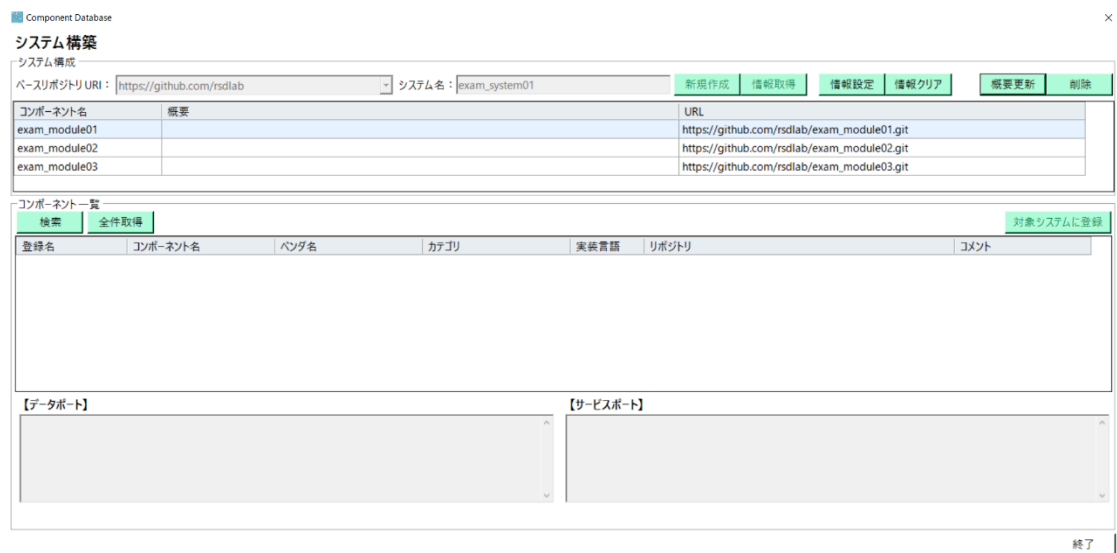 Component Database
システム構築
システム構成
ベースリポジトリURI： https://github.com/rsdlab システム名： exam_system01 新規作成 情報取得 情報設定 情報クリア 概要更新 削除
コンポーネント名 概要 URL
exam_module01 https://github.com/rsdlab/exam_module01.git
exam_module02 https://github.com/rsdlab/exam_module02.git
exam_module03 https://github.com/rsdlab/exam_module03.git
コンポーネント一覧
検索 全件取得 対象システムに登録
登録名 コンポーネント名 ベンダ名 カテゴリ 実装言語 リポジトリ コメント
【データポート】 【サービスポート】
終了